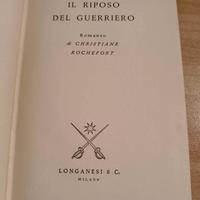 IL RIPOSO
DEL GUERRIERO
Romanzo
di CHRISTIANE
ROCHEFORT
LONGANESI & C.
MILANO